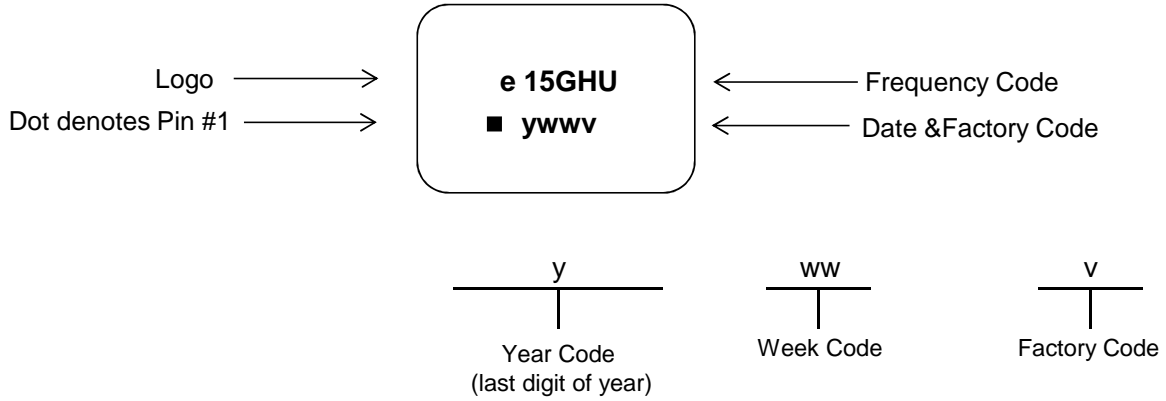 Logo
e 15GHU
Frequency Code
Dot denotes Pin #1
■ ywwv
Date &Factory Code
y
ww
v
Year Code
(last digit of year)
Week Code
Factory Code